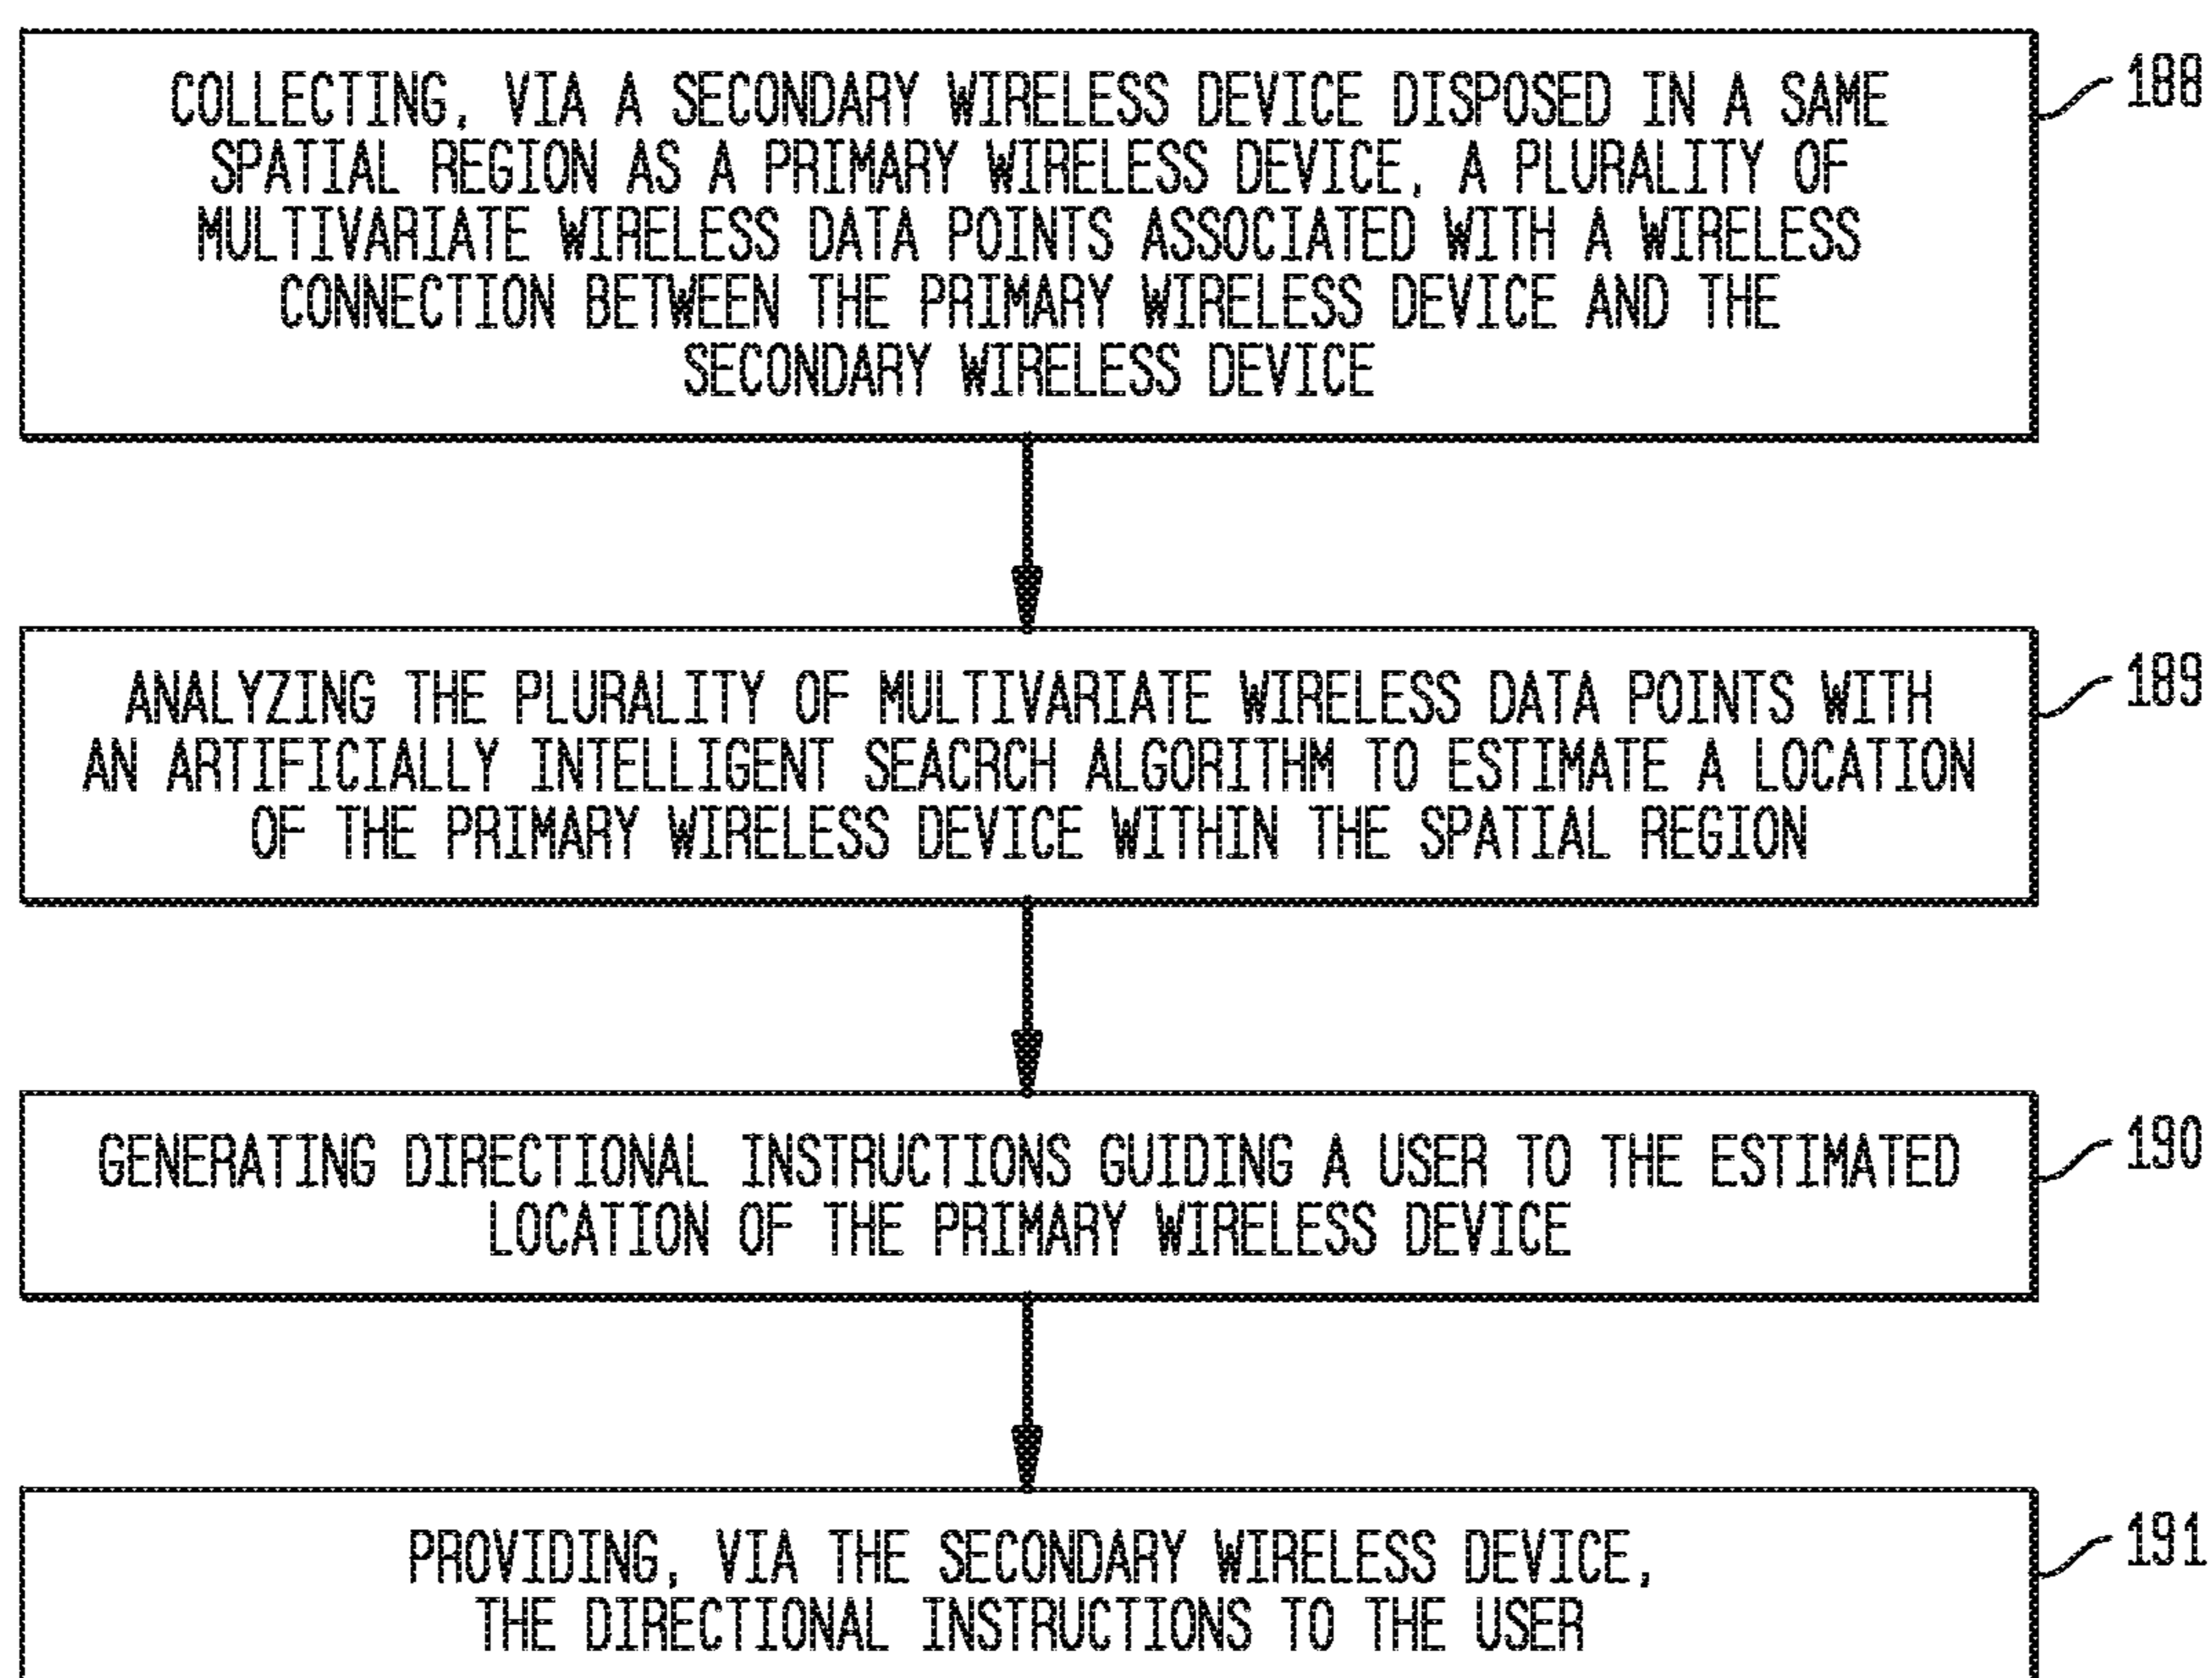 COLLECTING, VIA A SECONDARY WIRELESS DEVICE DISPOSED IN A SAME
SPATIAL REGION AS A PRIMARY WIRELESS DEVICE, A PLURALITY OF
MULTIVARIATE WIRELESS DATA POINTS ASSOCIATED WITH A WIRELESS
CONNECTION BETWEEN THE PRIMARY WIRELESS DEVICE AND THE
SECONDARY WIRELESS DEVICE
188
ANALYZING THE PLURALITY OF MULTIVARIATE WIRELESS DATA POINTS WITH
AN ARTIFICIALLY INTELLIGENT SEACRCH ALGORITHM TO ESTIMATE A LOCATION
OF THE PRIMARY WIRELESS DEVICE WITHIN THE SPATIAL REGION
189
GENERATING DIRECTIONAL INSTRUCTIONS GUIDING A USER TO THE ESTIMATED
LOCATION OF THE PRIMARY WIRELESS DEVICE
190
PROVIDING, VIA THE SECONDARY WIRELESS DEVICE,
THE DIRECTIONAL INSTRUCTIONS TO THE USER
191